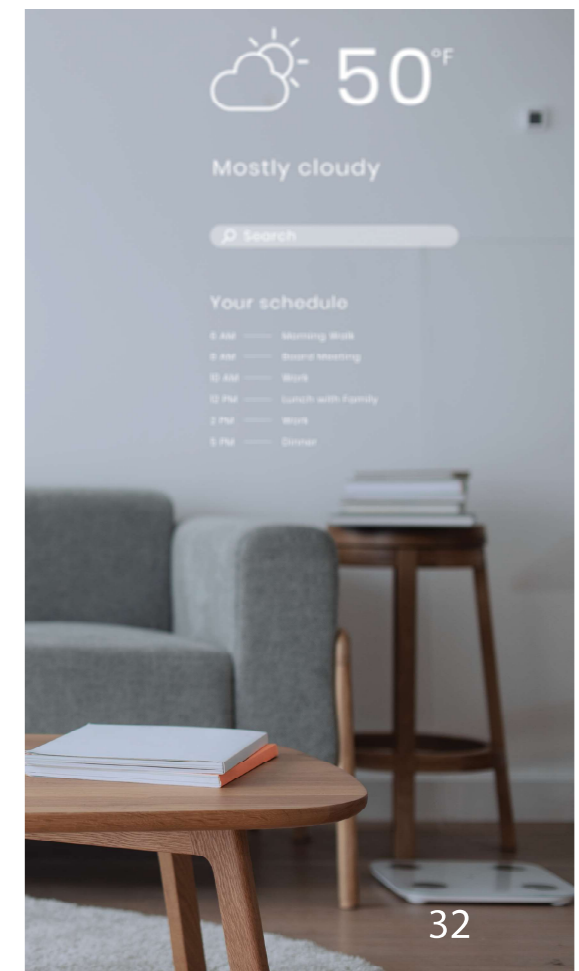 50°F
Mostly cloudy
Search
Your schedule
6 AM Morning Walk
9 AM Board Meeting
10 AM Work
12 PM Lunch with Family
2 PM Work
5 PM Dinner
32